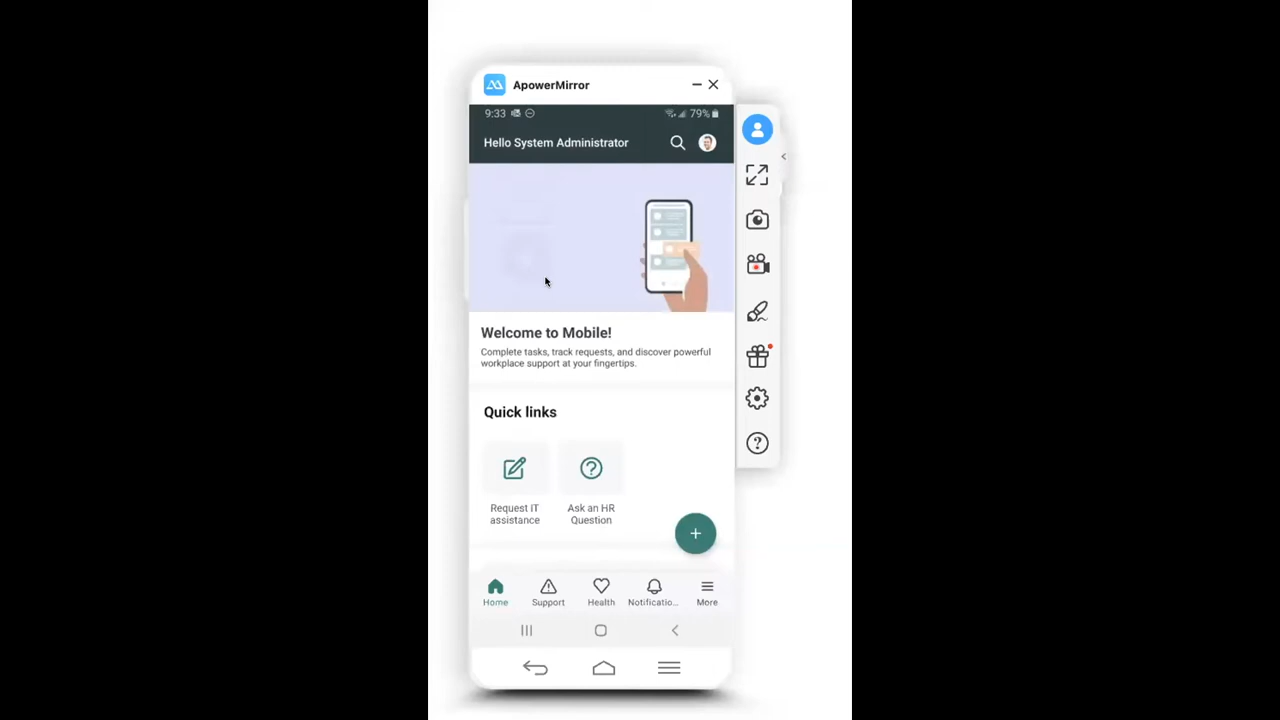 ApowerMirror
9:33
79%
Hello System Administrator
Welcome to Mobile!
Complete tasks, track requests, and discover powerful
workplace support at your fingertips.
Quick links
Request IT
assistance
Ask an HR
Question
Home
Support
Health
Notificatio...
More